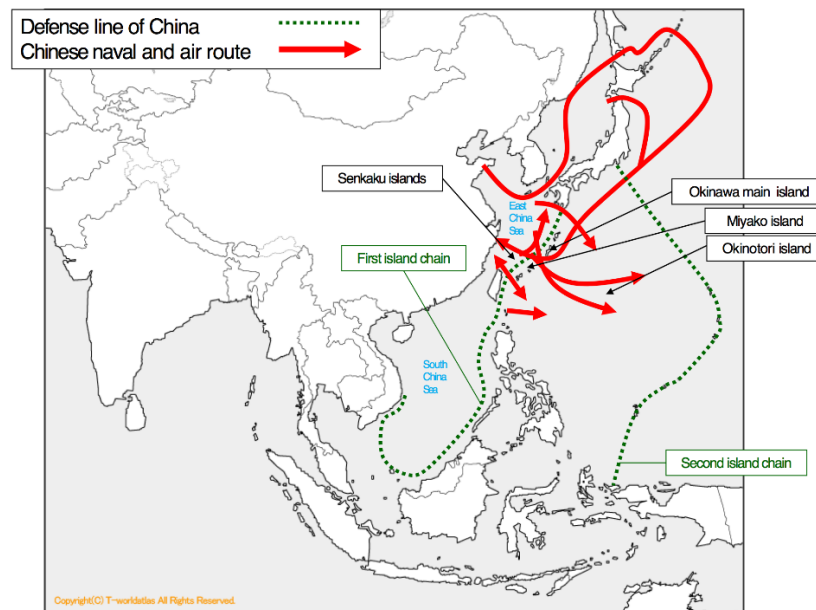 Defense line of China
Chinese naval and air route
Senkaku islands
Okinawa main island
East
China
Sea
Miyako island
Okinotori island
First island chain
South
China
Sea
Second island chain
Copyright(C) T-worldatlas All Rights Reserved.